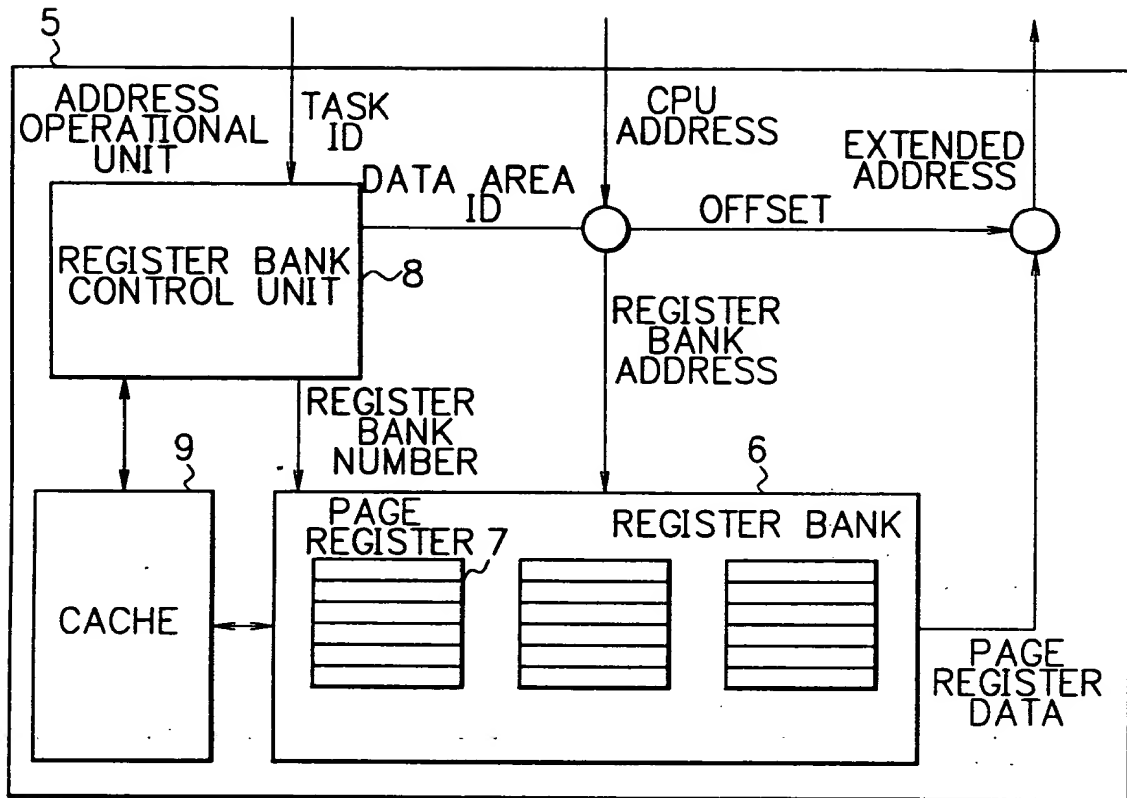 5
ADDRESS
OPERATIONAL
UNIT
TASK
ID
CPU
ADDRESS
EXTENDED
ADDRESS
DATA AREA
ID
OFFSET
REGISTER BANK
CONTROL UNIT
8
REGISTER
BANK
ADDRESS
REGISTER
BANK
NUMBER
9
6
PAGE
REGISTER 7
REGISTER BANK
CACHE
PAGE
REGISTER
DATA